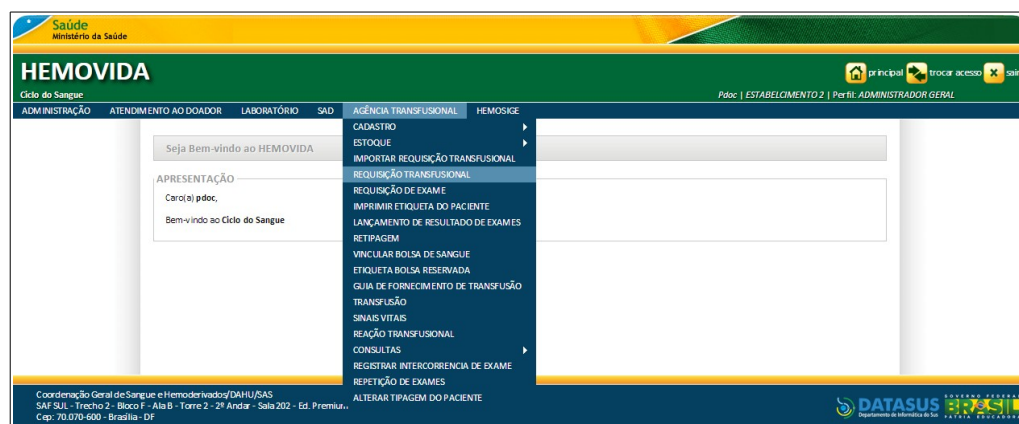 Saúde
Ministério da Saúde
HEMOVIDA
Ciclo do Sangue
principal trocar acesso sair
Pdoc | ESTABELCIMENTO 2 | Perfil: ADMINISTRADOR GERAL
ADMINISTRAÇÃO ATENDIMENTO AO DOADOR LABORATÓRIO SAD AGÊNCIA TRANSFUSIONAL HEMOSIGE
CADASTRO
ESTOQUE
IMPORTAR REQUISIÇÃO TRANSFUSIONAL
REQUISIÇÃO TRANSFUSIONAL
REQUISIÇÃO DE EXAME
IMPRIMIR ETIQUETA DO PACIENTE
LANÇAMENTO DE RESULTADO DE EXAMES
RETIPAGEM
VINCULAR BOLSA DE SANGUE
ETIQUETA BOLSA RESERVADA
GUIA DE FORNECIMENTO DE TRANSFUSÃO
TRANSFUSÃO
SINAIS VITAIS
REAÇÃO TRANSFUSIONAL
CONSULTAS
REGISTRAR INTERCORRENCIA DE EXAME
REPETIÇÃO DE EXAMES
ALTERAR TIPAGEM DO PACIENTE
Seja Bem-vindo ao HEMOVIDA
APRESENTAÇÃO
Caro(a) pdoc,
Bem-vindo ao Ciclo do Sangue
Coordenação Geral de Sangue e Hemoderivados/DAHU/SAS
SAF SUL - Trecho 2 - Bloco F - Ala B - Torre 2 - 2º Andar - Sala 202 - Ed. Premium
Cep: 70.070-600 - Brasília - DF
DATASUS
Departamento de Informática do Sus
GOVERNO FEDERAL
BRASIL
PÁTRIA EDUCADORA